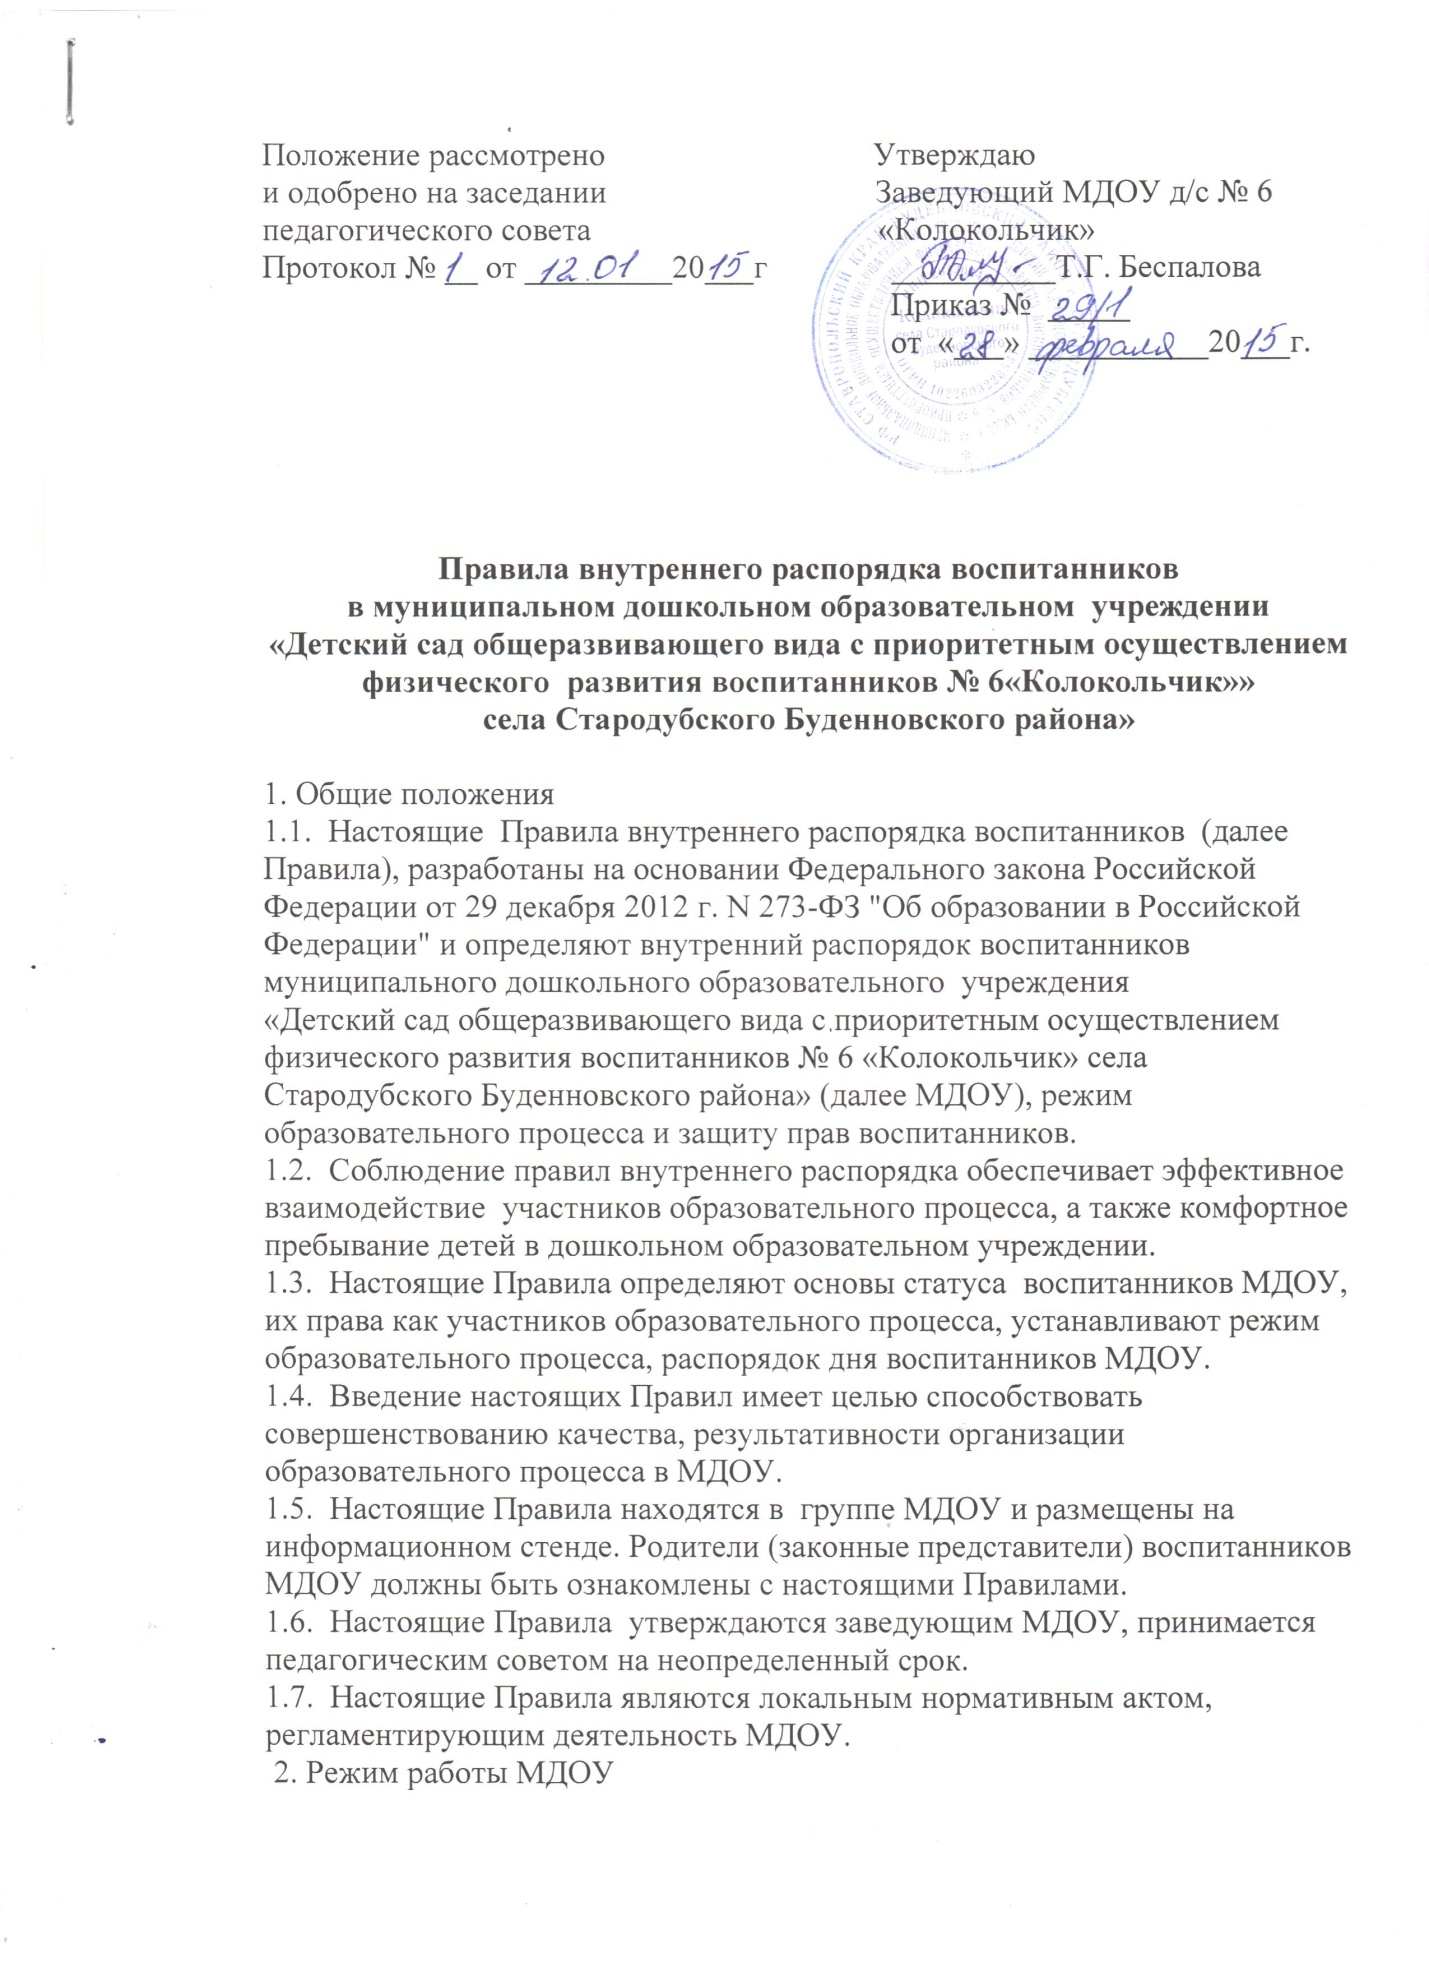 Положение рассмотрено
и одобрено на заседании
педагогического совета
Протокол № 1 от 12.01 2015 г
Утверждаю
Заведующий МДОУ д/с № 6
«Колокольчик»
Т.Г. Беспалова
Приказ № 29/1
от «28» февраля 2015 г.
Правила внутреннего распорядка воспитанников
в муниципальном дошкольном образовательном учреждении
«Детский сад общеразвивающего вида с приоритетным осуществлением
физического развития воспитанников № 6«Колокольчик»»
села Стародубского Буденновского района»
1. Общие положения
1.1. Настоящие Правила внутреннего распорядка воспитанников (далее
Правила), разработаны на основании Федерального закона Российской
Федерации от 29 декабря 2012 г. N 273-ФЗ "Об образовании в Российской
Федерации" и определяют внутренний распорядок воспитанников
муниципального дошкольного образовательного учреждения
«Детский сад общеразвивающего вида с приоритетным осуществлением
физического развития воспитанников № 6 «Колокольчик» села
Стародубского Буденновского района» (далее МДОУ), режим
образовательного процесса и защиту прав воспитанников.
1.2. Соблюдение правил внутреннего распорядка обеспечивает эффективное
взаимодействие участников образовательного процесса, а также комфортное
пребывание детей в дошкольном образовательном учреждении.
1.3. Настоящие Правила определяют основы статуса воспитанников МДОУ,
их права как участников образовательного процесса, устанавливают режим
образовательного процесса, распорядок дня воспитанников МДОУ.
1.4. Введение настоящих Правил имеет целью способствовать
совершенствованию качества, результативности организации
образовательного процесса в МДОУ.
1.5. Настоящие Правила находятся в группе МДОУ и размещены на
информационном стенде. Родители (законные представители) воспитанников
МДОУ должны быть ознакомлены с настоящими Правилами.
1.6. Настоящие Правила утверждаются заведующим МДОУ, принимается
педагогическим советом на неопределенный срок.
1.7. Настоящие Правила являются локальным нормативным актом,
регламентирующим деятельность МДОУ.
2. Режим работы МДОУ